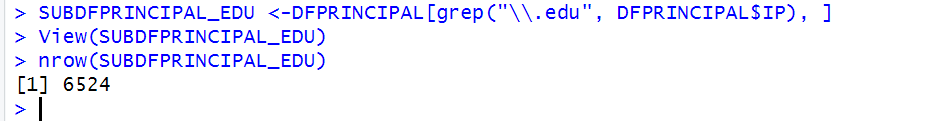 > SUBDFPRINCIPAL_EDU <-DFPRINCIPAL[grep("\\.edu", DFPRINCIPAL$IP), ]
> View(SUBDFPRINCIPAL_EDU)
> nrow(SUBDFPRINCIPAL_EDU)
[1] 6524
>